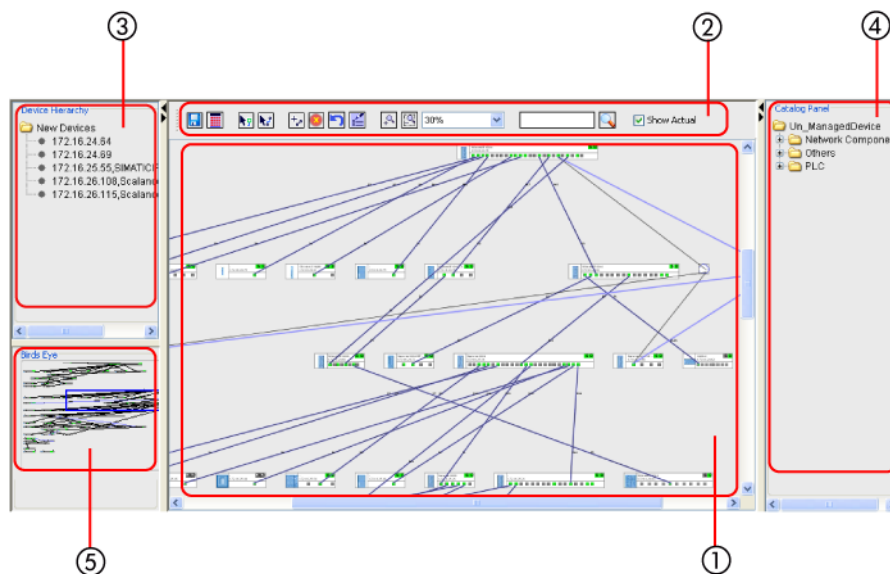 ③
②
④
Device Hierarchy
New Devices
172.16.24.64
172.16.24.69
172.16.25.55,SIMATIC
172.16.26.108,Scalanc
172.16.26.115,Scalanc
30%
Show Actual
Catalog Panel
Un_ManagedDevice
Network Compone
Others
PLC
Birds Eye
⑤
①